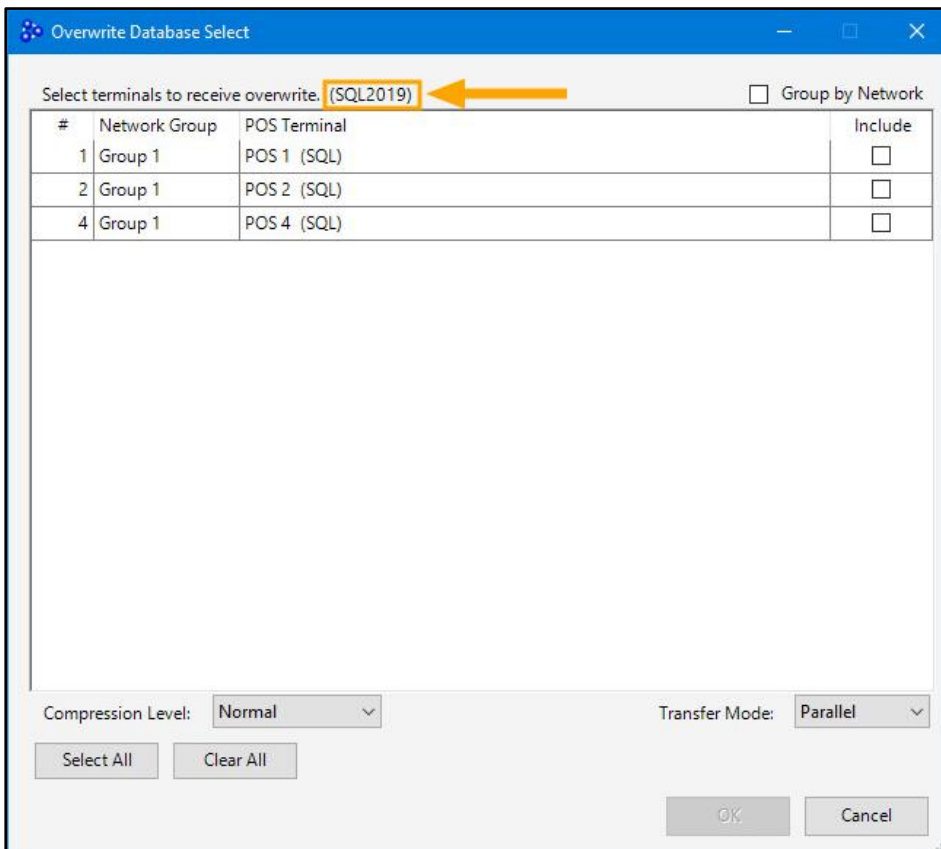 Overwrite Database Select
Select terminals to receive overwrite. (SQL2019)
Group by Network
# Network Group POS Terminal Include
1 Group 1 POS 1 (SQL)
2 Group 1 POS 2 (SQL)
4 Group 1 POS 4 (SQL)
Compression Level: Normal Transfer Mode: Parallel
Select All Clear All
OK Cancel